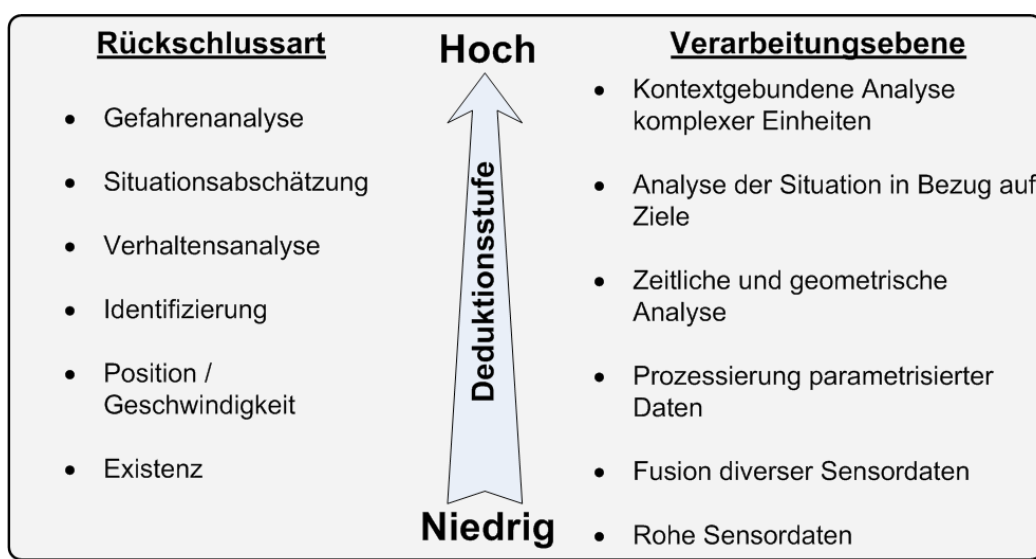 Rückschlussart
• Gefahrenanalyse
• Situationsabschätzung
• Verhaltensanalyse
• Identifizierung
• Position /
Geschwindigkeit
• Existenz
Hoch
Deduktionsstufe
Niedrig
Verarbeitungsebene
• Kontextgebundene Analyse
komplexer Einheiten
• Analyse der Situation in Bezug auf
Ziele
• Zeitliche und geometrische
Analyse
• Prozessierung parametrisierter
Daten
• Fusion diverser Sensordaten
• Rohe Sensordaten